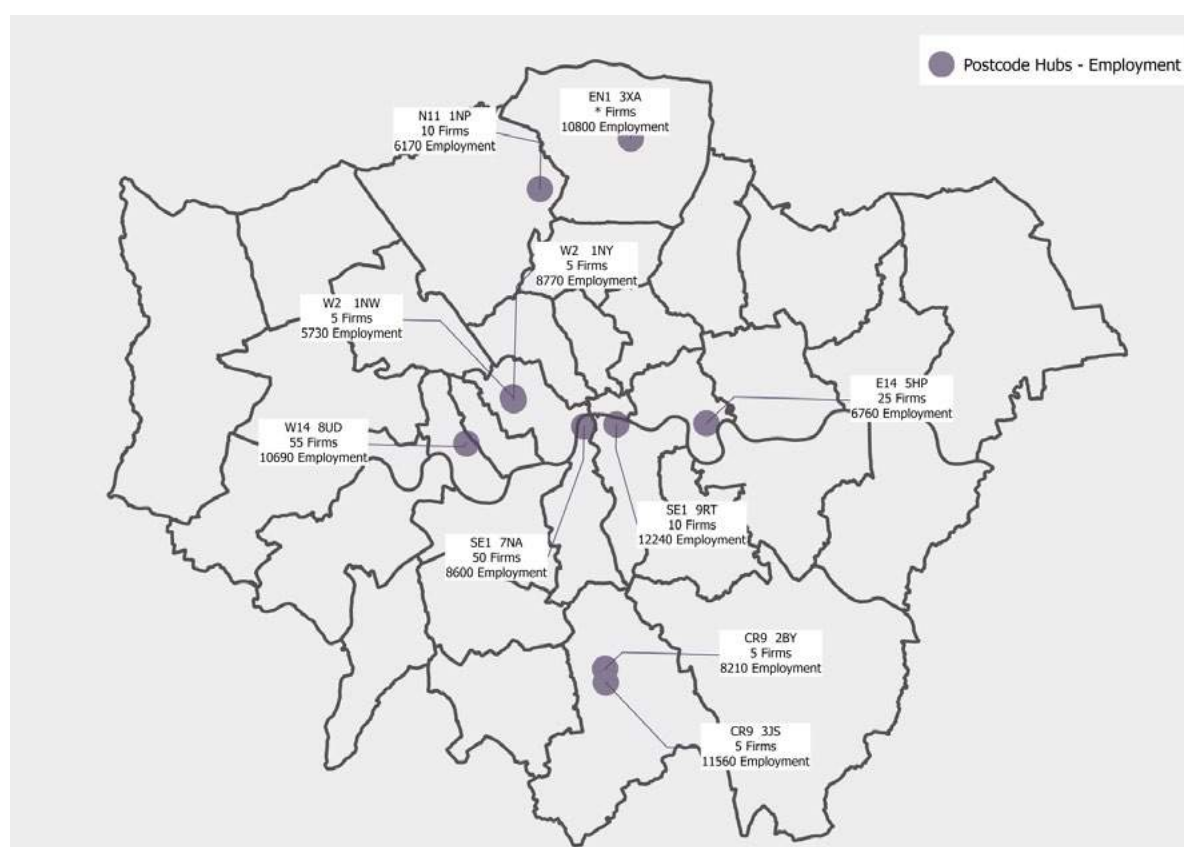 Postcode Hubs - Employment
EN1 3XA
* Firms
10800 Employment
N11 1NP
10 Firms
6170 Employment
W2 1NY
5 Firms
8770 Employment
W2 1NW
5 Firms
5730 Employment
E14 5HP
25 Firms
6760 Employment
W14 8UD
55 Firms
10690 Employment
SE1 9RT
10 Firms
12240 Employment
SE1 7NA
50 Firms
8600 Employment
CR9 2BY
5 Firms
8210 Employment
CR9 3JS
5 Firms
11560 Employment